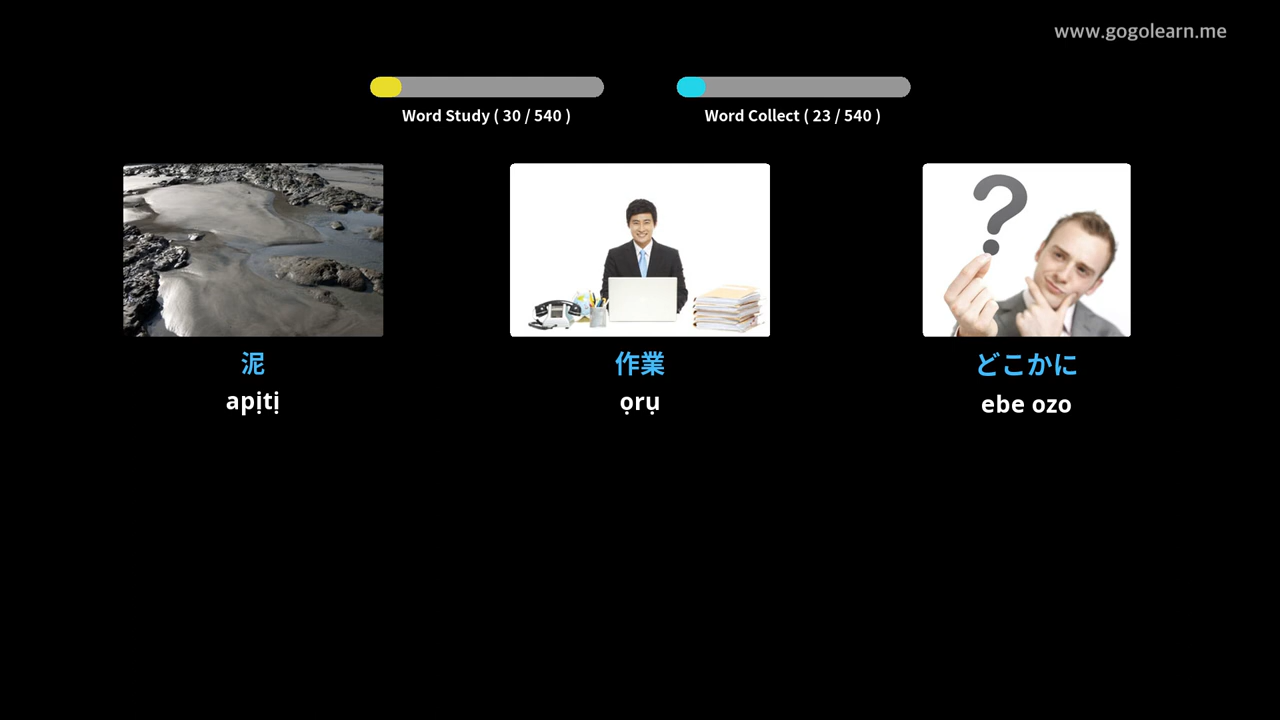 www.gogolearn.me
Word Study ( 30 / 540 )
Word Collect ( 23 / 540 )
泥
apịtị
作業
ọrụ
どこかに
ebe ozo